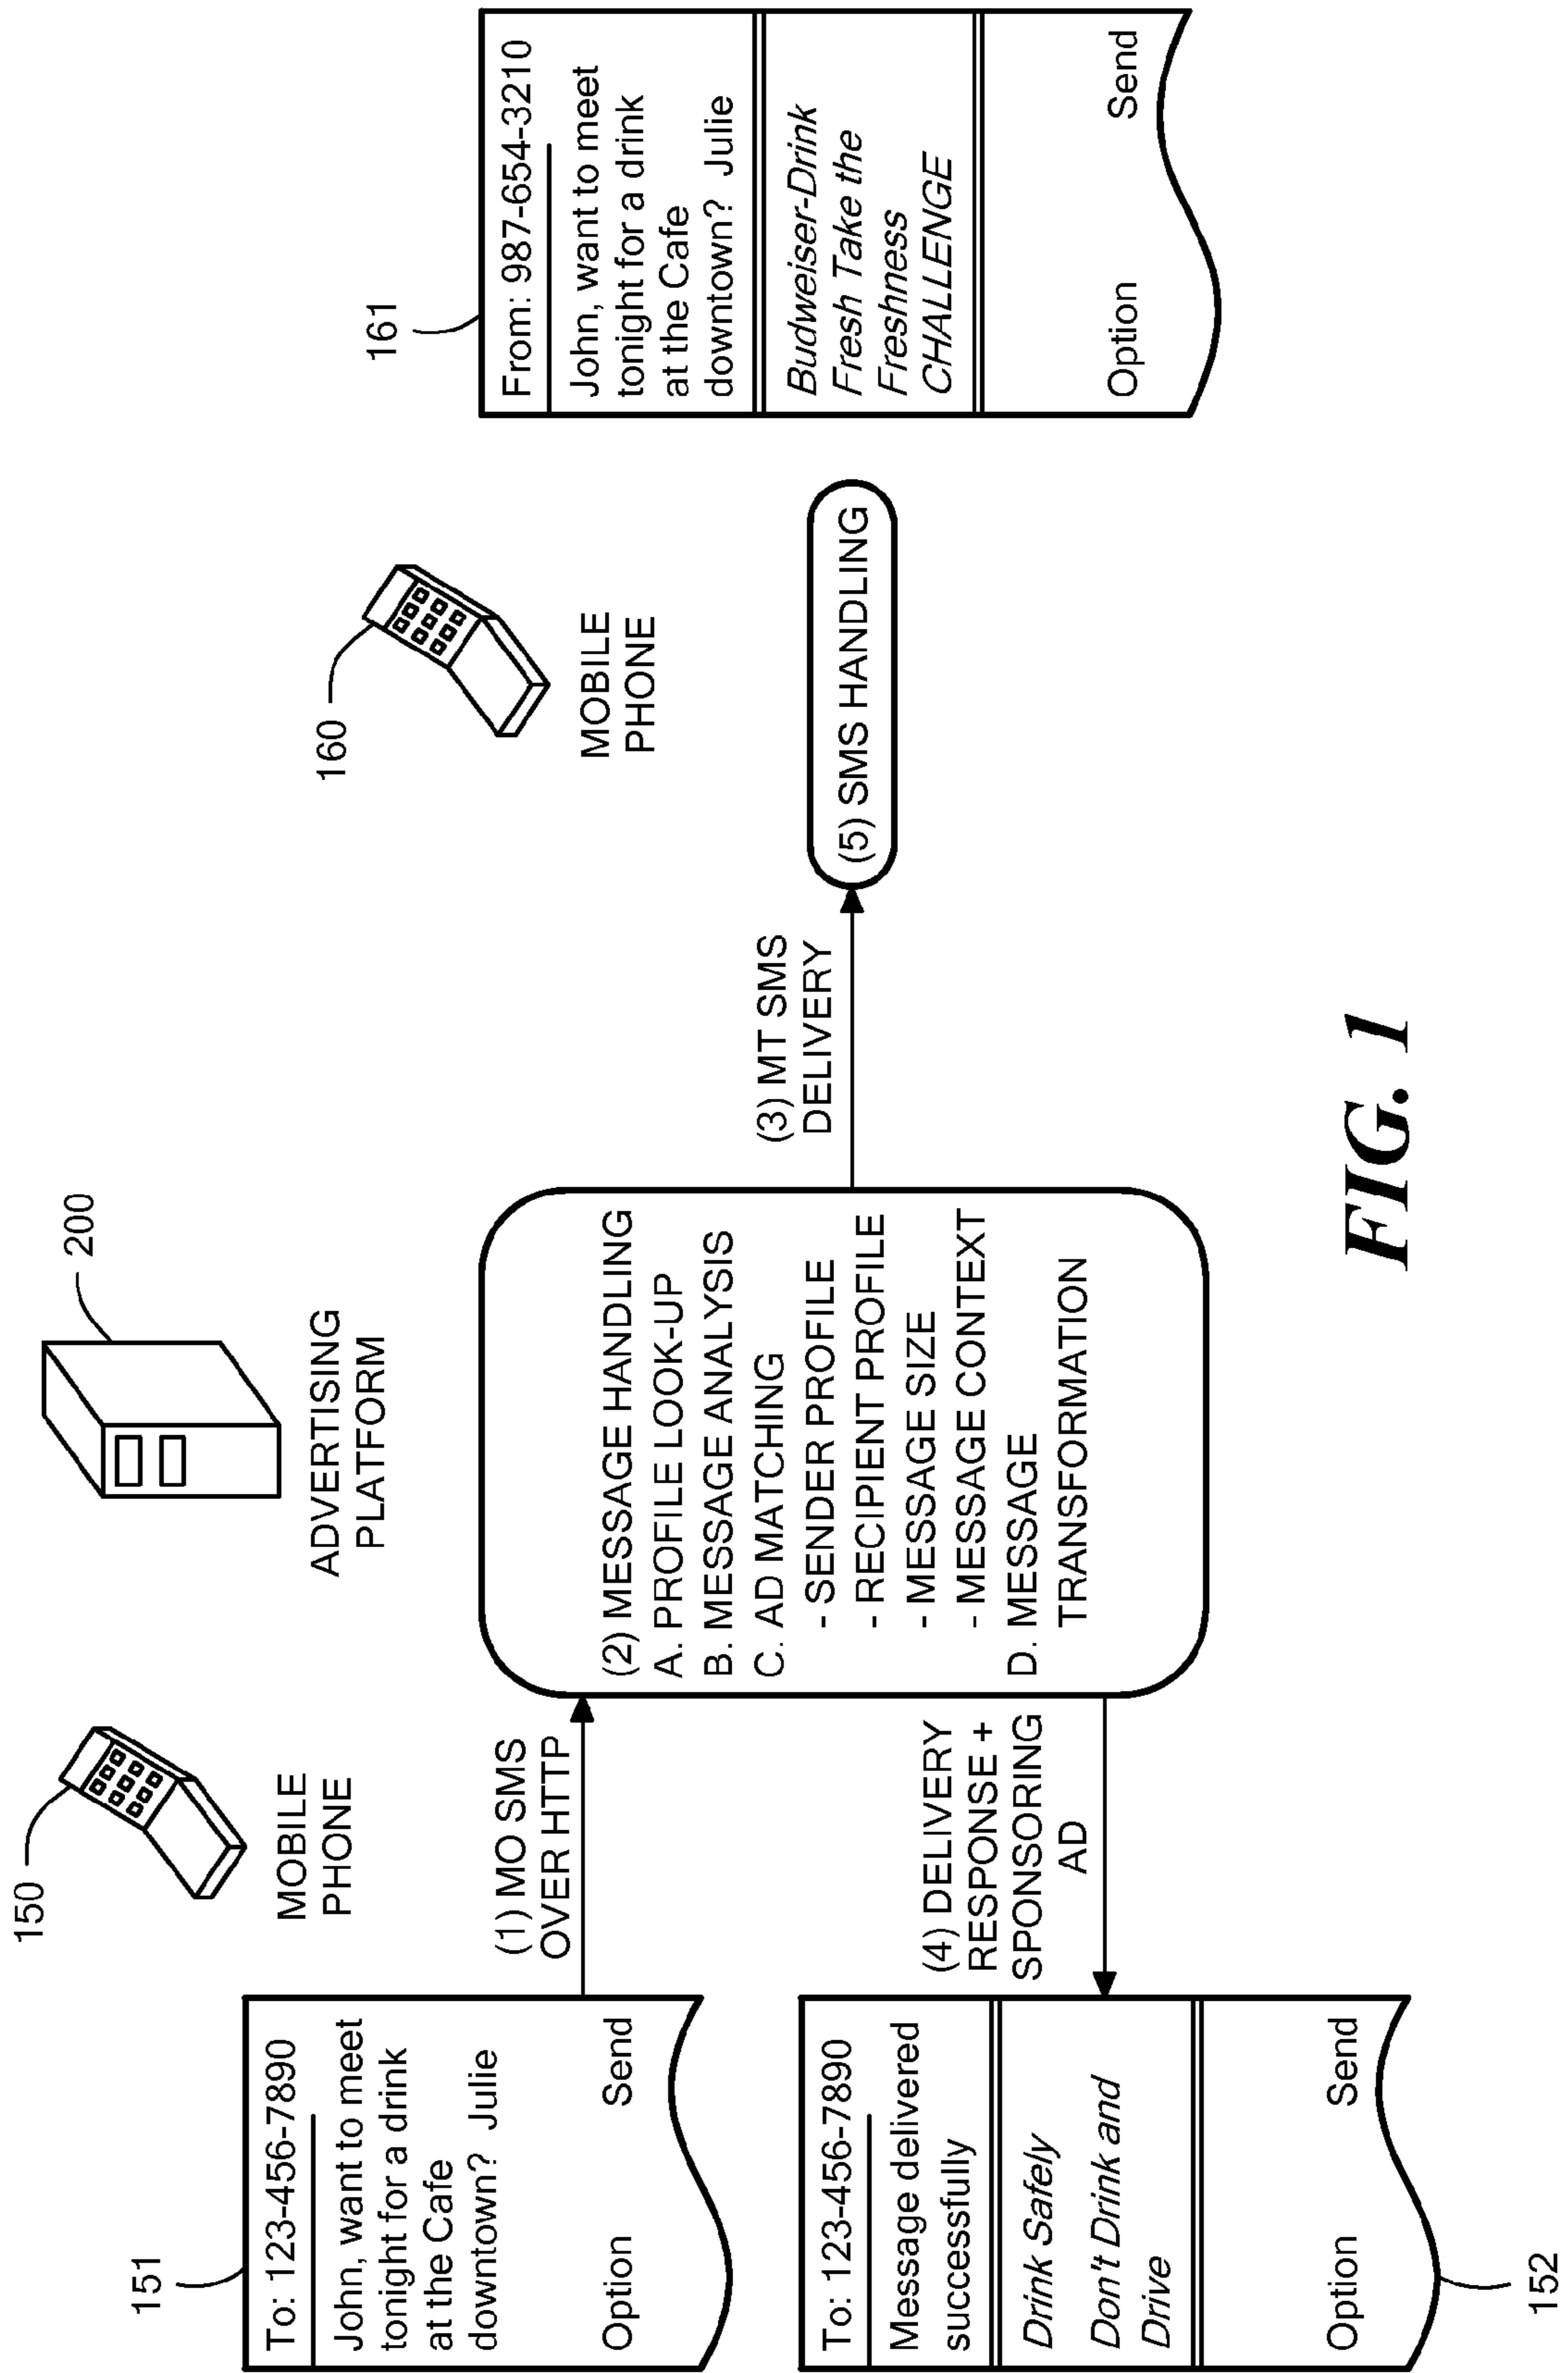 150
MOBILE
PHONE
200
ADVERTISING
PLATFORM
160
MOBILE
PHONE
151
To: 123-456-7890
John, want to meet
tonight for a drink
at the Cafe
downtown?  Julie
Option Send
(1) MO SMS
OVER HTTP
(2) MESSAGE HANDLING
A. PROFILE LOOK-UP
B. MESSAGE ANALYSIS
C. AD MATCHING
- SENDER PROFILE
- RECIPIENT PROFILE
- MESSAGE SIZE
- MESSAGE CONTEXT
D. MESSAGE
TRANSFORMATION
(3) MT SMS
DELIVERY
(4) DELIVERY
RESPONSE +
SPONSORING
AD
To: 123-456-7890
Message delivered
successfully
Drink Safely
Don't Drink and
Drive
Option Send
152
(5) SMS HANDLING
161
From: 987-654-3210
John, want to meet
tonight for a drink
at the Cafe
downtown?  Julie
Budweiser-Drink
Fresh Take the
Freshness
CHALLENGE
Option Send
FIG. 1